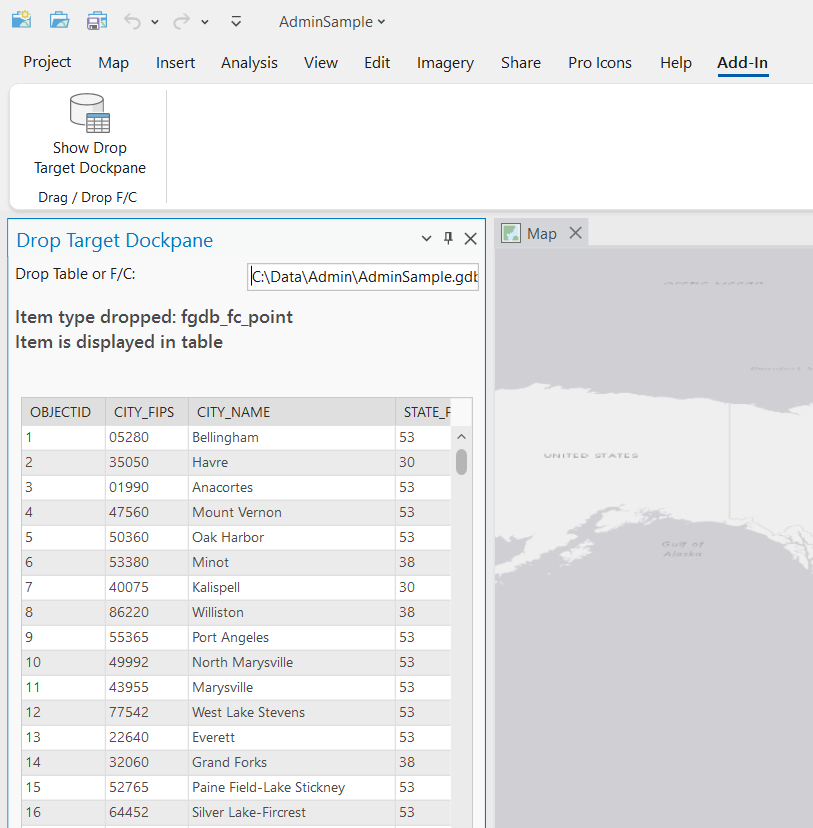 AdminSample
Project Map Insert Analysis View Edit Imagery Share Pro Icons Help Add-In
Show Drop
Target Dockpane
Drag / Drop F/C
Drop Target Dockpane
Drop Table or F/C:
C:\Data\Admin\AdminSample.gdb
Item type dropped: fgdb_fc_point
Item is displayed in table
OBJECTID CITY_FIPS CITY_NAME STATE_F
1 05280 Bellingham 53
2 35050 Havre 30
3 01990 Anacortes 53
4 47560 Mount Vernon 53
5 50360 Oak Harbor 53
6 53380 Minot 38
7 40075 Kalispell 30
8 86220 Williston 38
9 55365 Port Angeles 53
10 49992 North Marysville 53
11 43955 Marysville 53
12 77542 West Lake Stevens 53
13 22640 Everett 53
14 32060 Grand Forks 38
15 52765 Paine Field-Lake Stickney 53
16 64452 Silver Lake-Fircrest 53
Map
UNITED STATES
Gulf of
Alaska